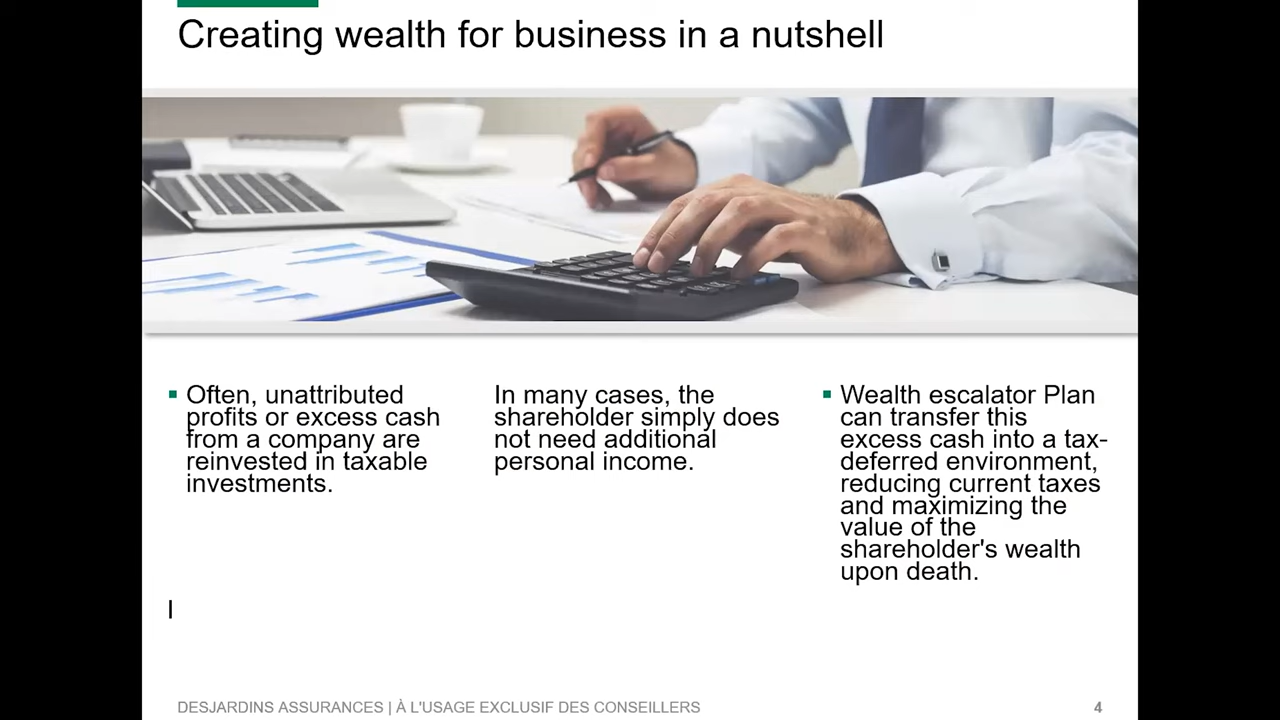 Creating wealth for business in a nutshell
Often, unattributed
profits or excess cash
from a company are
reinvested in taxable
investments.
In many cases, the
shareholder simply does
not need additional
personal income.
Wealth escalator Plan
can transfer this
excess cash into a tax-
deferred environment,
reducing current taxes
and maximizing the
value of the
shareholder's wealth
upon death.
l
DESJARDINS ASSURANCES | À L'USAGE EXCLUSIF DES CONSEILLERS
4